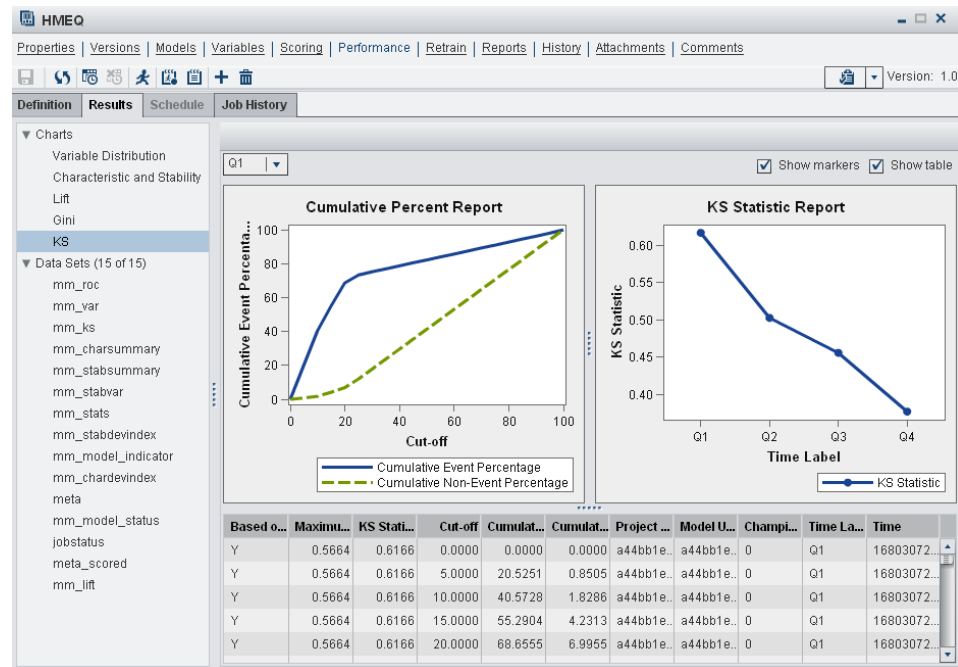 HMEQ
Properties | Versions | Models | Variables | Scoring | Performance | Retrain | Reports | History | Attachments | Comments
Version: 1.0
Definition Results Schedule Job History
Charts
Variable Distribution
Characteristic and Stability
Lift
Gini
KS
Data Sets (15 of 15)
mm_roc
mm_var
mm_ks
mm_charsummary
mm_stabsummary
mm_stabvar
mm_stats
mm_stabdevindex
mm_model_indicator
mm_chardevindex
meta
mm_model_status
jobstatus
meta_scored
mm_lift
Q1
Show markers Show table
Cumulative Percent Report
Cumulative Event Percenta...
100
80
60
40
20
0
0 20 40 60 80 100
Cut-off
Cumulative Event Percentage
Cumulative Non-Event Percentage
KS Statistic Report
KS Statistic
0.60
0.55
0.50
0.45
0.40
Q1 Q2 Q3 Q4
Time Label
KS Statistic
Based o... Maximu... KS Stati... Cut-off Cumulat... Cumulat... Project ... Model U... Champi... Time La... Time
Y 0.5664 0.6166 0.0000 0.0000 0.0000 a44bb1e.. a44bb1e.. 0 Q1 16803072...
Y 0.5664 0.6166 5.0000 20.5251 0.8505 a44bb1e.. a44bb1e.. 0 Q1 16803072...
Y 0.5664 0.6166 10.0000 40.5728 1.8286 a44bb1e.. a44bb1e.. 0 Q1 16803072...
Y 0.5664 0.6166 15.0000 55.2904 4.2313 a44bb1e.. a44bb1e.. 0 Q1 16803072...
Y 0.5664 0.6166 20.0000 68.6555 6.9955 a44bb1e.. a44bb1e.. 0 Q1 16803072...